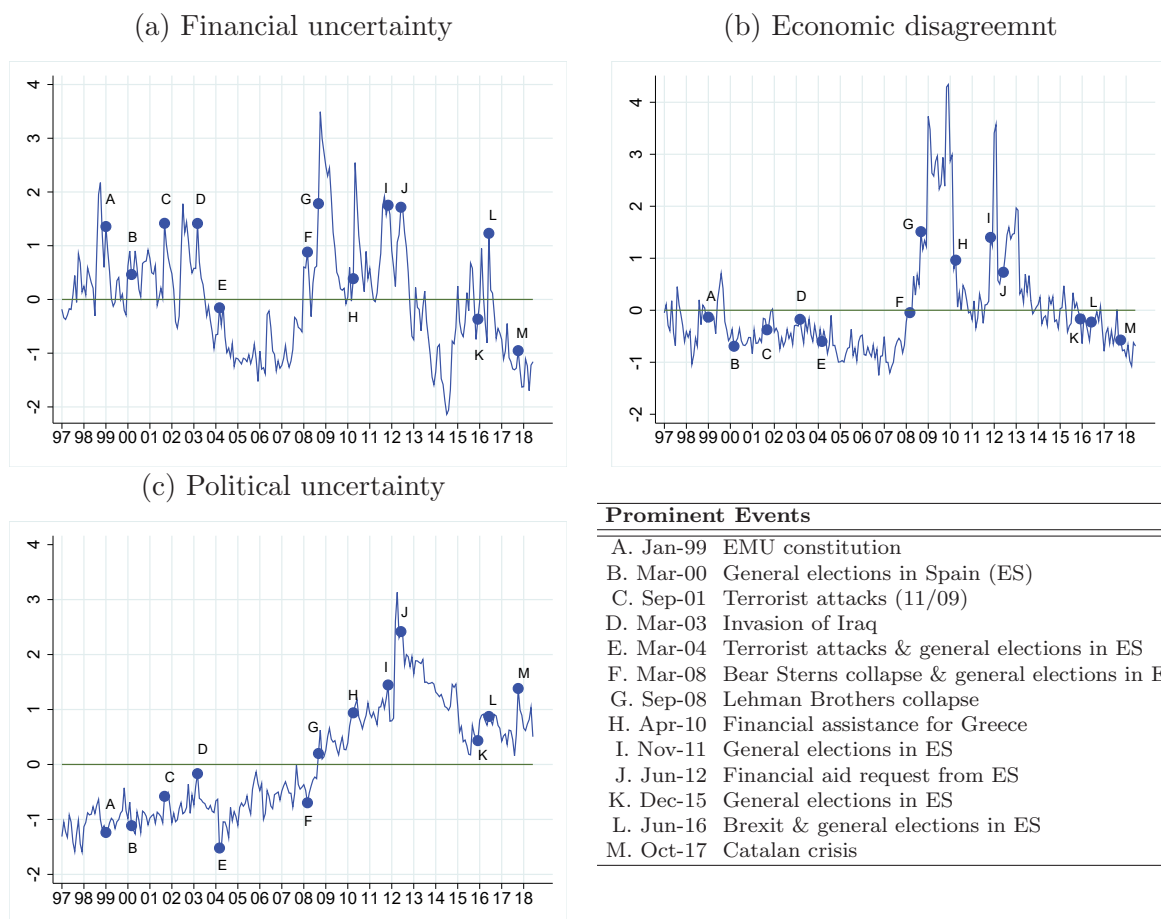 (a) Financial uncertainty
4
3
2
1
0
-1
-2
A
B
C
D
E
F
G
H
I
J
K
L
M
97 98 99 00 01 02 03 04 05 06 07 08 09 10 11 12 13 14 15 16 17 18
(b) Economic disagreemnt
4
3
2
1
0
-1
-2
A
B
C
D
E
F
G
H
I
J
K
L
M
97 98 99 00 01 02 03 04 05 06 07 08 09 10 11 12 13 14 15 16 17 18
(c) Political uncertainty
4
3
2
1
0
-1
-2
A
B
C
D
E
F
G
H
I
J
K
L
M
97 98 99 00 01 02 03 04 05 06 07 08 09 10 11 12 13 14 15 16 17 18
Prominent Events
A. Jan-99 EMU constitution
B. Mar-00 General elections in Spain (ES)
C. Sep-01 Terrorist attacks (11/09)
D. Mar-03 Invasion of Iraq
E. Mar-04 Terrorist attacks & general elections in ES
F. Mar-08 Bear Sterns collapse & general elections in E
G. Sep-08 Lehman Brothers collapse
H. Apr-10 Financial assistance for Greece
I. Nov-11 General elections in ES
J. Jun-12 Financial aid request from ES
K. Dec-15 General elections in ES
L. Jun-16 Brexit & general elections in ES
M. Oct-17 Catalan crisis